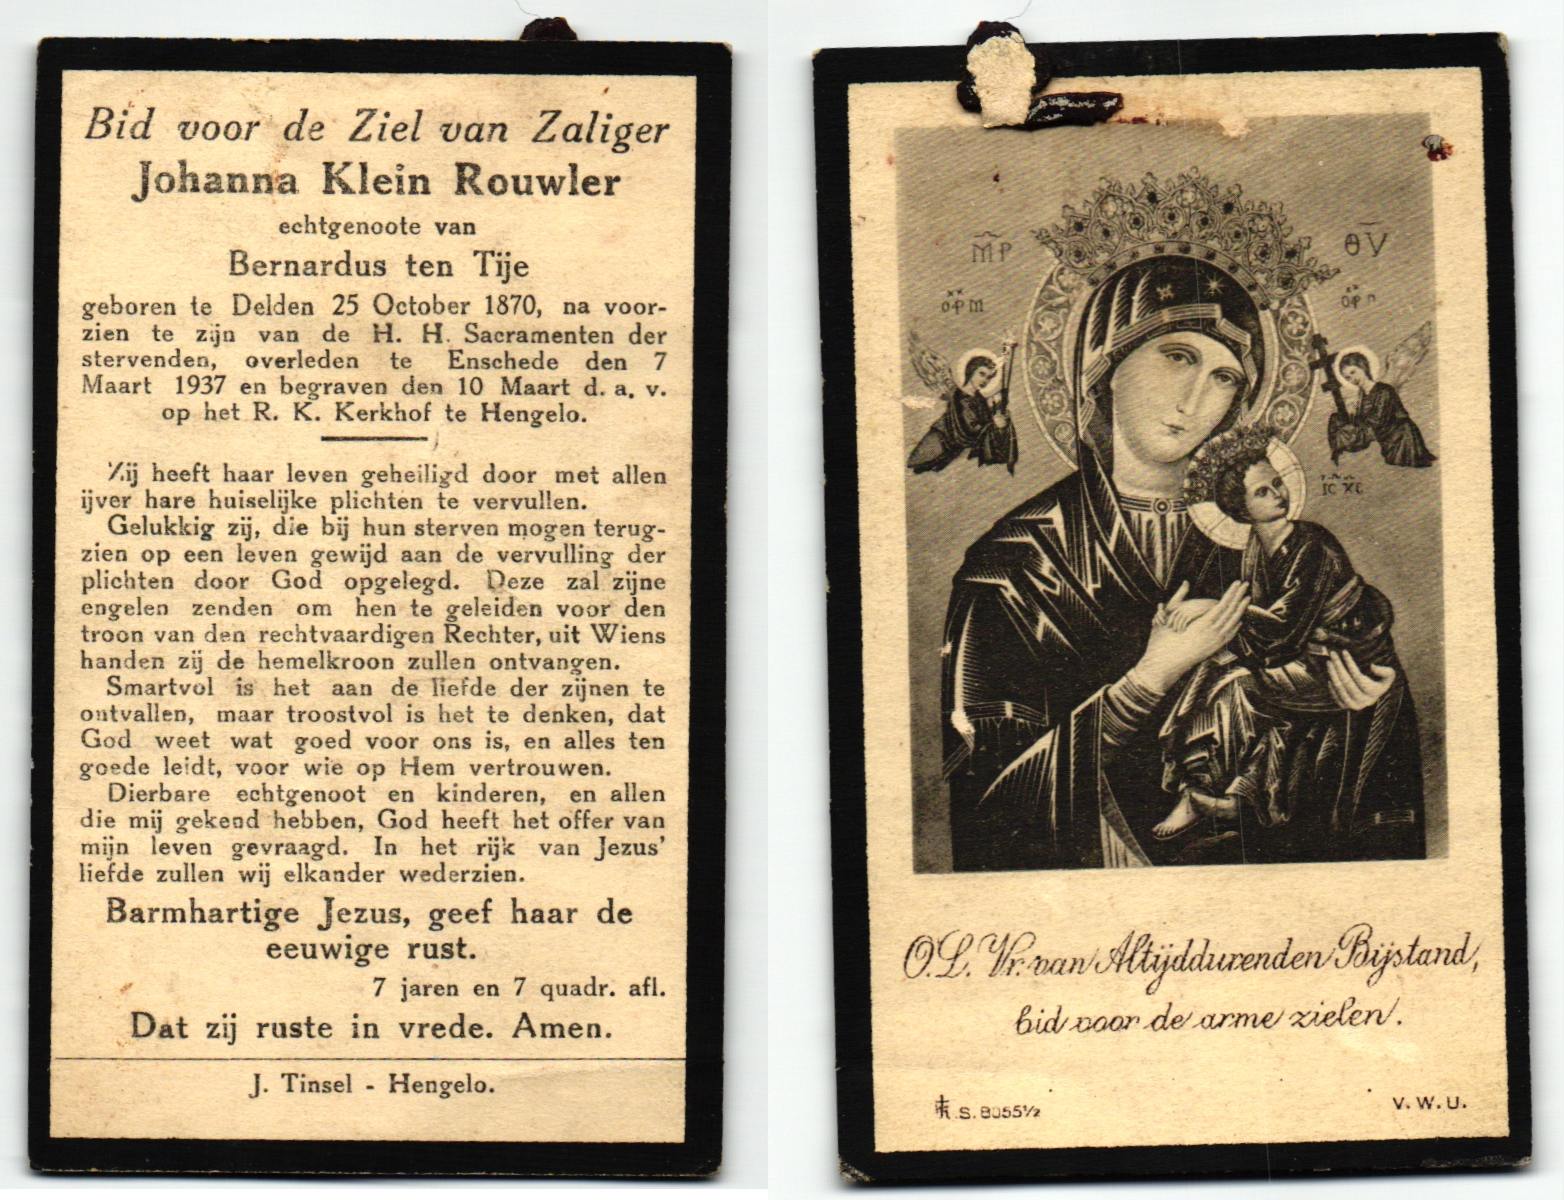 Bid voor de Ziel van Zaliger
Johanna Klein Rouwler
echtgenoote van
Bernardus ten Tije
geboren te Delden 25 October 1870, na voor-
zien te zijn van de H. H. Sacramenten der
stervenden, overleden te Enschede den 7
Maart 1937 en begraven den 10 Maart d. a. v.
op het R. K. Kerkhof te Hengelo.
Zij heeft haar leven geheiligd door met allen
ijver hare huiselijke plichten te vervullen.
Gelukkig zij, die bij hun sterven mogen terug-
zien op een leven gewijd aan de vervulling der
plichten door God opgelegd. Deze zal zijne
engelen zenden om hen te geleiden voor den
troon van den rechtvaardigen Rechter, uit Wiens
handen zij de hemelkroon zullen ontvangen.
Smartvol is het aan de liefde der zijnen te
ontvallen, maar troostvol is het te denken, dat
God weet wat goed voor ons is, en alles ten
goede leidt, voor wie op Hem vertrouwen.
Dierbare echtgenoot en kinderen, en allen
die mij gekend hebben, God heeft het offer van
mijn leven gevraagd. In het rijk van Jezus'
liefde zullen wij elkander wederzien.
Barmhartige Jezus, geef haar de
eeuwige rust.
7 jaren en 7 quadr. afl.
Dat zij ruste in vrede. Amen.
J. Tinsel - Hengelo.
ΜΡ ΘV
IC XC
O.L. Vr. van Altijddurenden Bijstand,
bid voor de arme zielen.
S. 8055½ V. W. U.